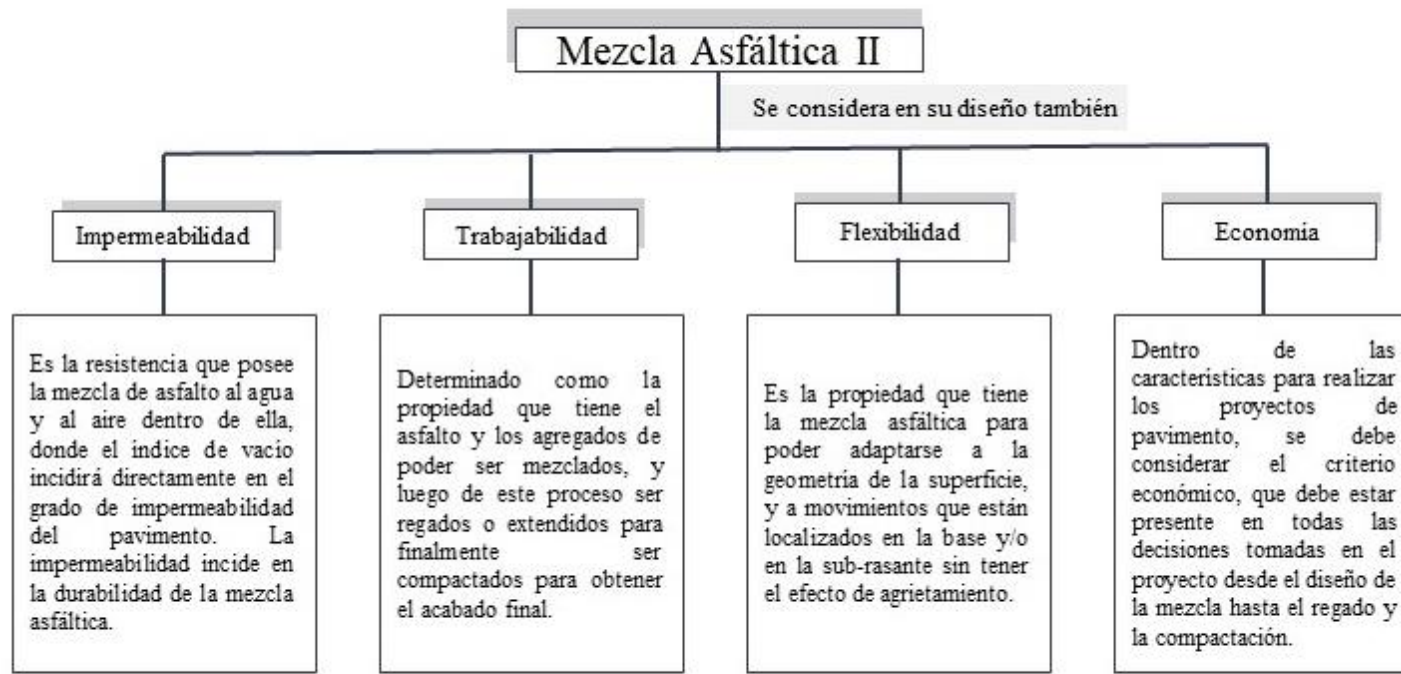 Mezcla Asfáltica II
Se considera en su diseño también
Impermeabilidad
Trabajabilidad
Flexibilidad
Economia
Es la resistencia que posee
la mezcla de asfalto al agua
y al aire dentro de ella,
donde el indice de vacio
incidirá directamente en el
grado de impermeabilidad
del pavimento. La
impermeabilidad incide en
la durabilidad de la mezcla
asfáltica.
Determinado como la
propiedad que tiene el
asfalto y los agregados de
poder ser mezclados, y
luego de este proceso ser
regados o extendidos para
finalmente ser
compactados para obtener
el acabado final.
Es la propiedad que tiene
la mezcla asfáltica para
poder adaptarse a la
geometría de la superficie,
y a movimientos que están
localizados en la base y/o
en la sub-rasante sin tener
el efecto de agrietamiento.
Dentro de las
características para realizar
los proyectos de
pavimento, se debe
considerar el criterio
económico, que debe estar
presente en todas las
decisiones tomadas en el
proyecto desde el diseño de
la mezcla hasta el regado y
la compactación.